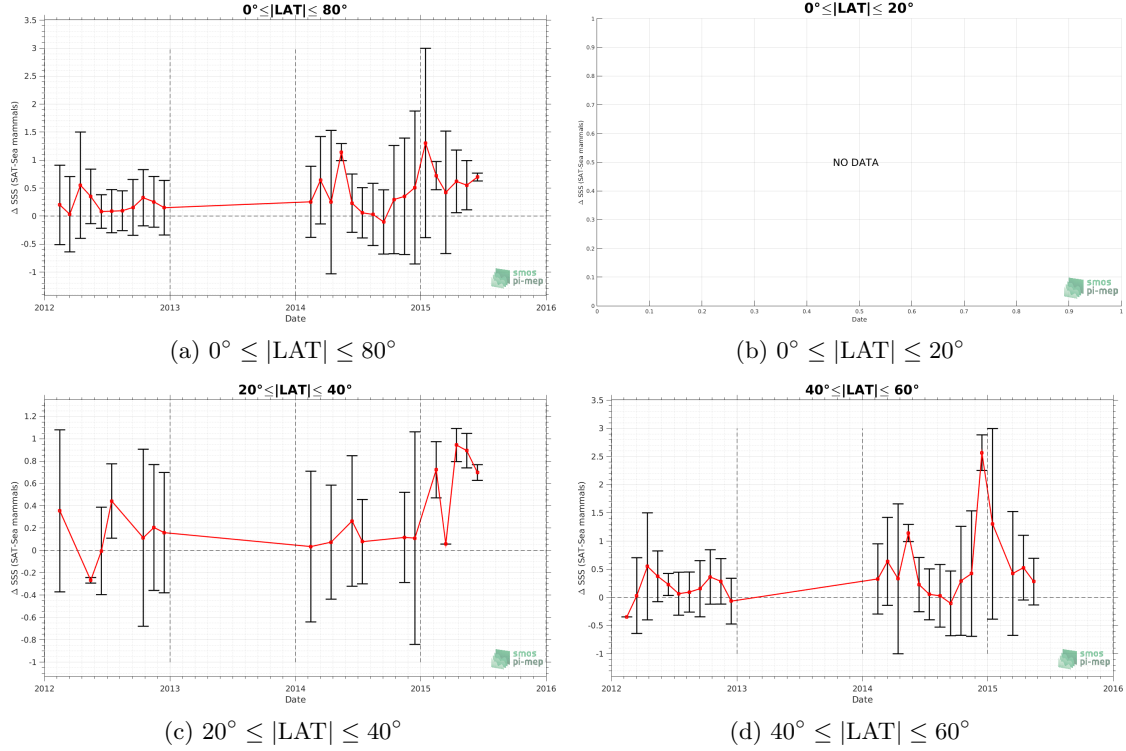 0°≤|LAT|≤ 80°
Δ SSS (SAT-Sea mammals)
3.5
3
2.5
2
1.5
1
0.5
0
-0.5
-1
2012 2013 2014 2015 2016
Date
smos
pi-mep
(a) 0° ≤ |LAT| ≤ 80°
0°≤|LAT|≤ 20°
Δ SSS (SAT-Sea mammals)
1
0.9
0.8
0.7
0.6
0.5
0.4
0.3
0.2
0.1
0
NO DATA
0 0.1 0.2 0.3 0.4 0.5 0.6 0.7 0.8 0.9 1
Date
smos
pi-mep
(b) 0° ≤ |LAT| ≤ 20°
20°≤|LAT|≤ 40°
Δ SSS (SAT-Sea mammals)
1.2
1
0.8
0.6
0.4
0.2
0
-0.2
-0.4
-0.6
-0.8
-1
2012 2013 2014 2015 2016
Date
smos
pi-mep
(c) 20° ≤ |LAT| ≤ 40°
40°≤|LAT|≤ 60°
Δ SSS (SAT-Sea mammals)
3.5
3
2.5
2
1.5
1
0.5
0
-0.5
-1
2012 2013 2014 2015 2016
Date
smos
pi-mep
(d) 40° ≤ |LAT| ≤ 60°